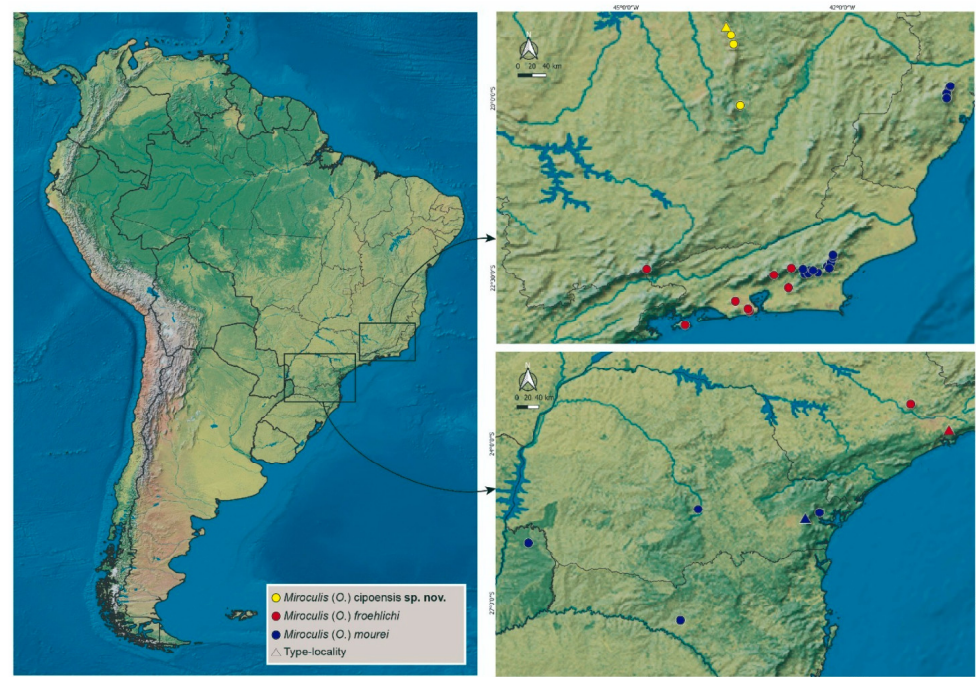 45°0'0"W 42°0'0"W
N
0 20 40 km
N
0 20 40 km
Miroculis (O.) cipoensis sp. nov.
Miroculis (O.) froehlichi
Miroculis (O.) mourei
Type-locality